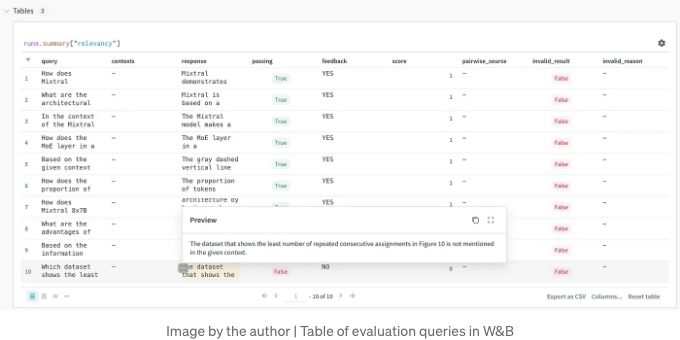 Tables 3
runs.summary["relevancy"]
query contexts response passing feedback score pairwise_source invalid_result invalid_reason
1 How does Mixtral – Mixtral demonstrates True YES 1 – False
2 What are the architectural – Mixtral is based on a True YES 1 – False
3 In the context of the Mixtral – The Mixtral model makes a True YES 1 – False
4 How does the MoE layer in a – The MoE layer in a True YES 1 – False
5 Based on the given context – The gray dashed vertical line True YES 1 – False
6 How does the proportion of – The proportion of tokens True YES 1 – False
7 How does Mixtral 8x7B – architecture by YES 1 – False
8 What are the advantages of False
9 Based on the information False
10 Which dataset shows the least – dataset that shows the False NO 0 – False
Preview
The dataset that shows the least number of repeated consecutive assignments in Figure 10 is not mentioned
in the given context.
1 - 10 of 10 Export as CSV Columns... Reset table
Image by the author | Table of evaluation queries in W&B